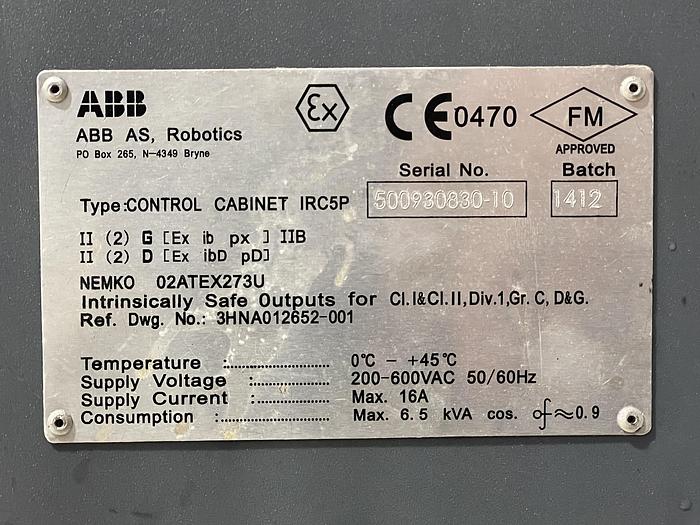 ABB
ABB AS, Robotics
PO Box 265, N-4349 Bryne
Ex
CE 0470
FM
APPROVED
Serial No. Batch
Type:CONTROL CABINET IRC5P 500930830-10 1412
II (2) G [Ex ib px ] IIB
II (2) D [Ex ibD pD]
NEMKO 02ATEX273U
Intrinsically Safe Outputs for Cl.I&Cl.II,Div.1,Gr. C, D&G.
Ref. Dwg. No.: 3HNA012652-001
Temperature :.................... 0°C - +45°C
Supply Voltage :............... 200-600VAC 50/60Hz
Supply Current :.............. Max. 16A
Consumption :..................... Max. 6.5 kVA cos. φ≈0.9